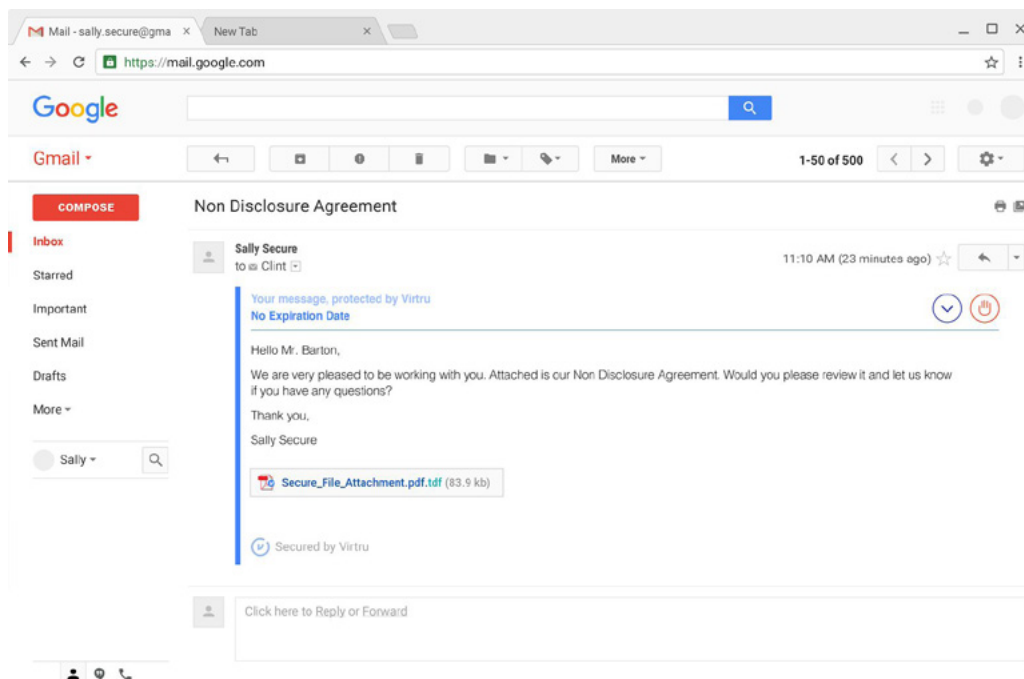 Mail - sally.secure@gma
New Tab
https://mail.google.com
Google
Gmail
More
1-50 of 500
COMPOSE
Non Disclosure Agreement
Inbox
Starred
Important
Sent Mail
Drafts
More
Sally
Sally Secure
to Clint
11:10 AM (23 minutes ago)
Your message, protected by Virtru
No Expiration Date
Hello Mr. Barton,
We are very pleased to be working with you. Attached is our Non Disclosure Agreement. Would you please review it and let us know
if you have any questions?
Thank you,
Sally Secure
Secure_File_Attachment.pdf.tdf (83.9 kb)
Secured by Virtru
Click here to Reply or Forward